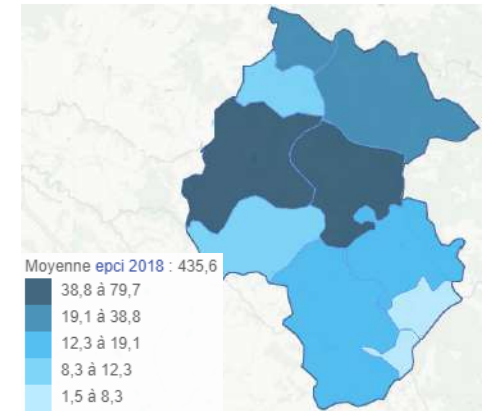 Moyenne epci 2018 : 435,6
38,8 à 79,7
19,1 à 38,8
12,3 à 19,1
8,3 à 12,3
1,5 à 8,3